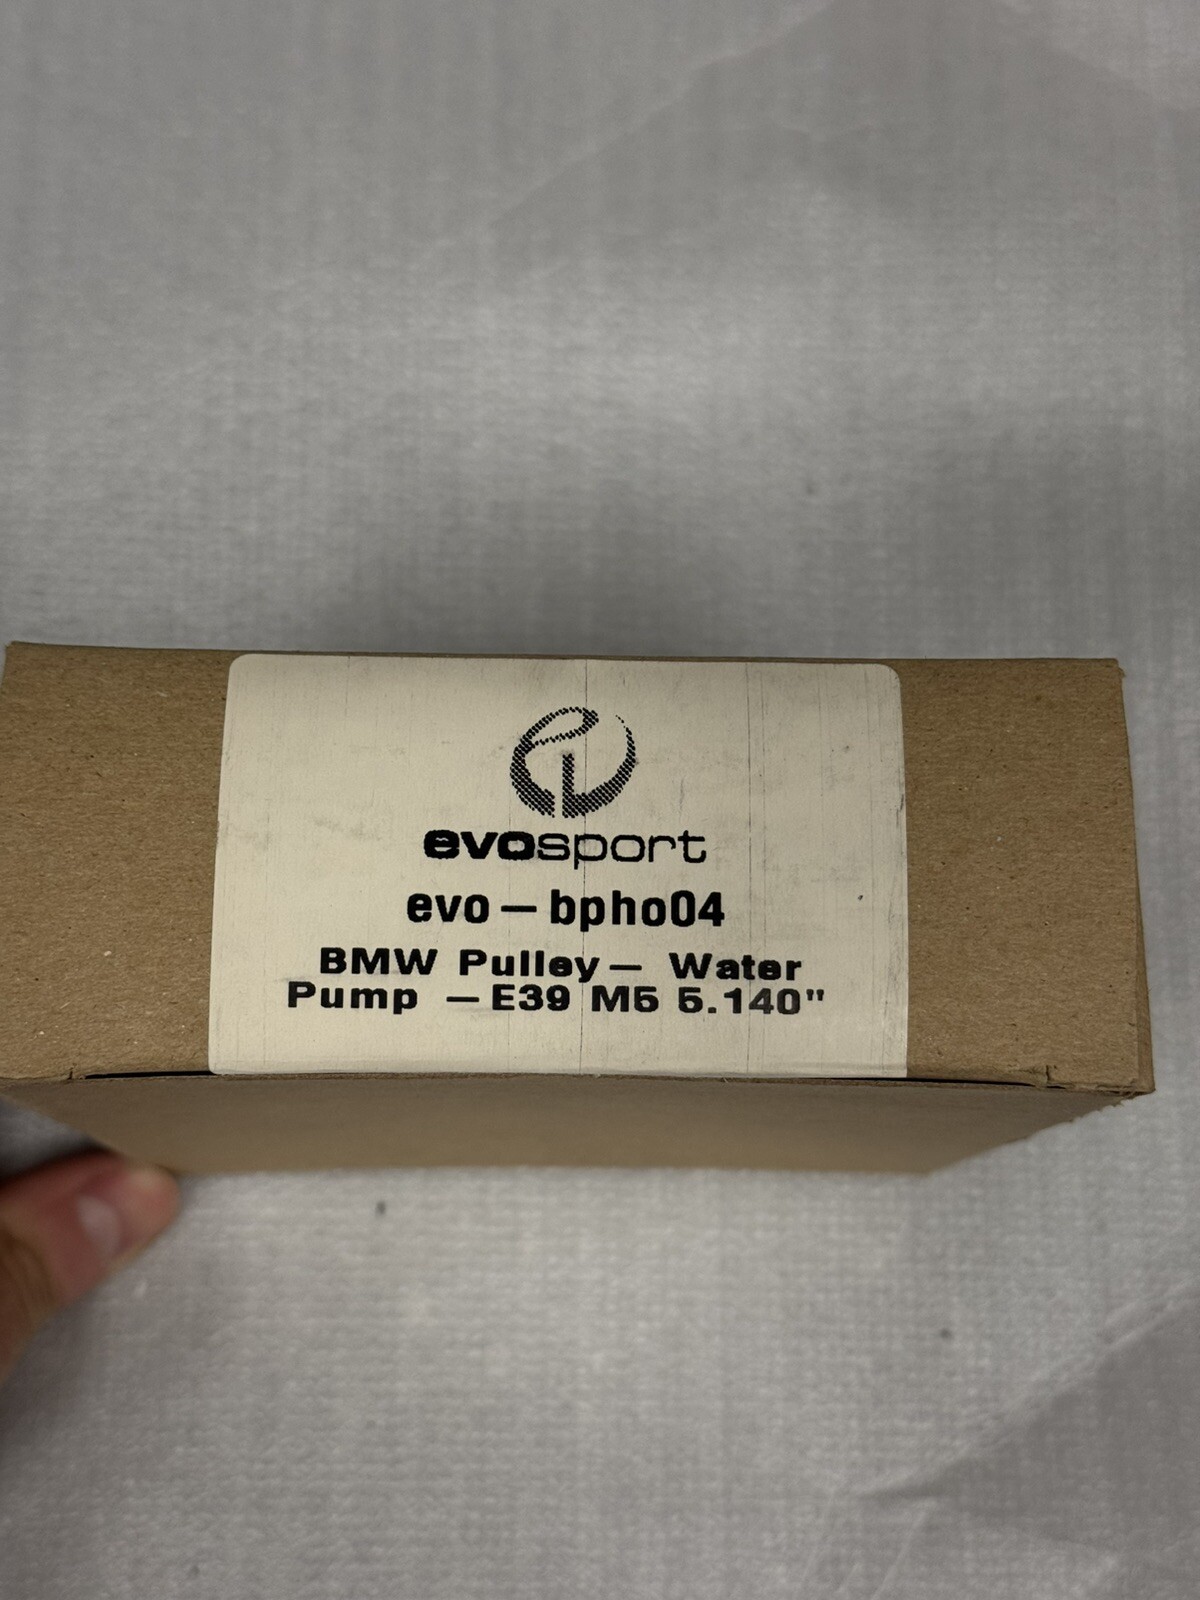 evosport
evo - bpho04
BMW Pulley - Water
Pump - E39 M5 5.140"